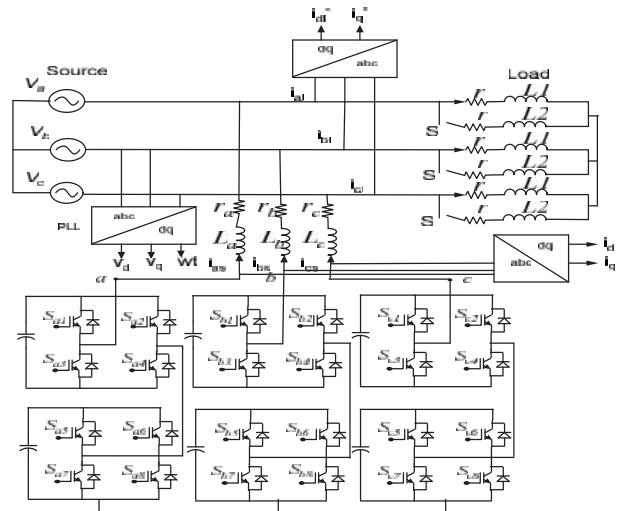 i_dl* i_q*
dq
abc
Source
Load
V_a
i_al
r L1
S r L2
V_b
i_bl
r L1
S r L2
V_c
i_cl
r L1
S r L2
PLL
abc
dq
r_a r_b r_c
L_a L_b L_c
v_d v_q wt
i_as i_bs i_cs
dq
abc
i_d
i_q
a b c
S_a1 S_a2 S_b1 S_b2 S_c1 S_c2
S_a3 S_a4 S_b3 S_b4 S_c3 S_c4
S_a5 S_a6 S_b5 S_b6 S_c5 S_c6
S_a7 S_a8 S_b7 S_b8 S_c7 S_c8